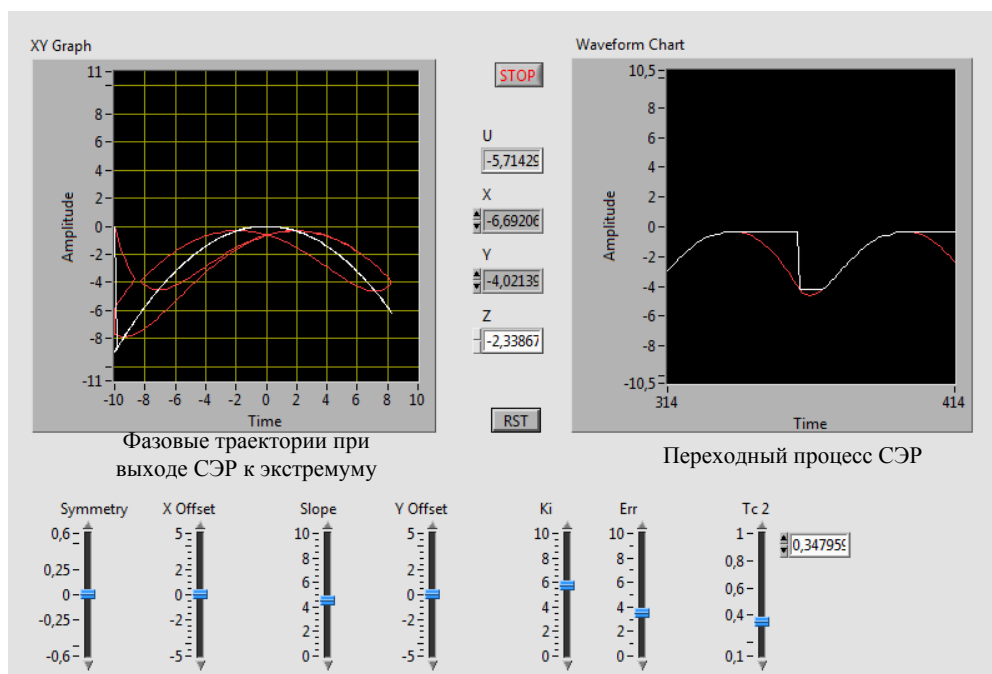 XY Graph
Amplitude
11
8
6
4
2
0
-2
-4
-6
-8
-11
-10 -8 -6 -4 -2 0 2 4 6 8 10
Time
Фазовые траектории при
выходе СЭР к экстремуму
STOP
U
-5,71429
X
-6,69206
Y
-4,02139
Z
-2,33867
RST
Waveform Chart
Amplitude
10,5
8
6
4
2
0
-2
-4
-6
-8
-10,5
314 414
Time
Переходный процесс СЭР
Symmetry
0,6
0,25
0
-0,25
-0,6
X Offset
5
2
0
-2
-5
Slope
10
8
6
4
2
0
Y Offset
5
2
0
-2
-5
Ki
10
8
6
4
2
0
Err
10
8
6
4
2
0
Tc 2
1
0,8
0,6
0,4
0,1
0,347959